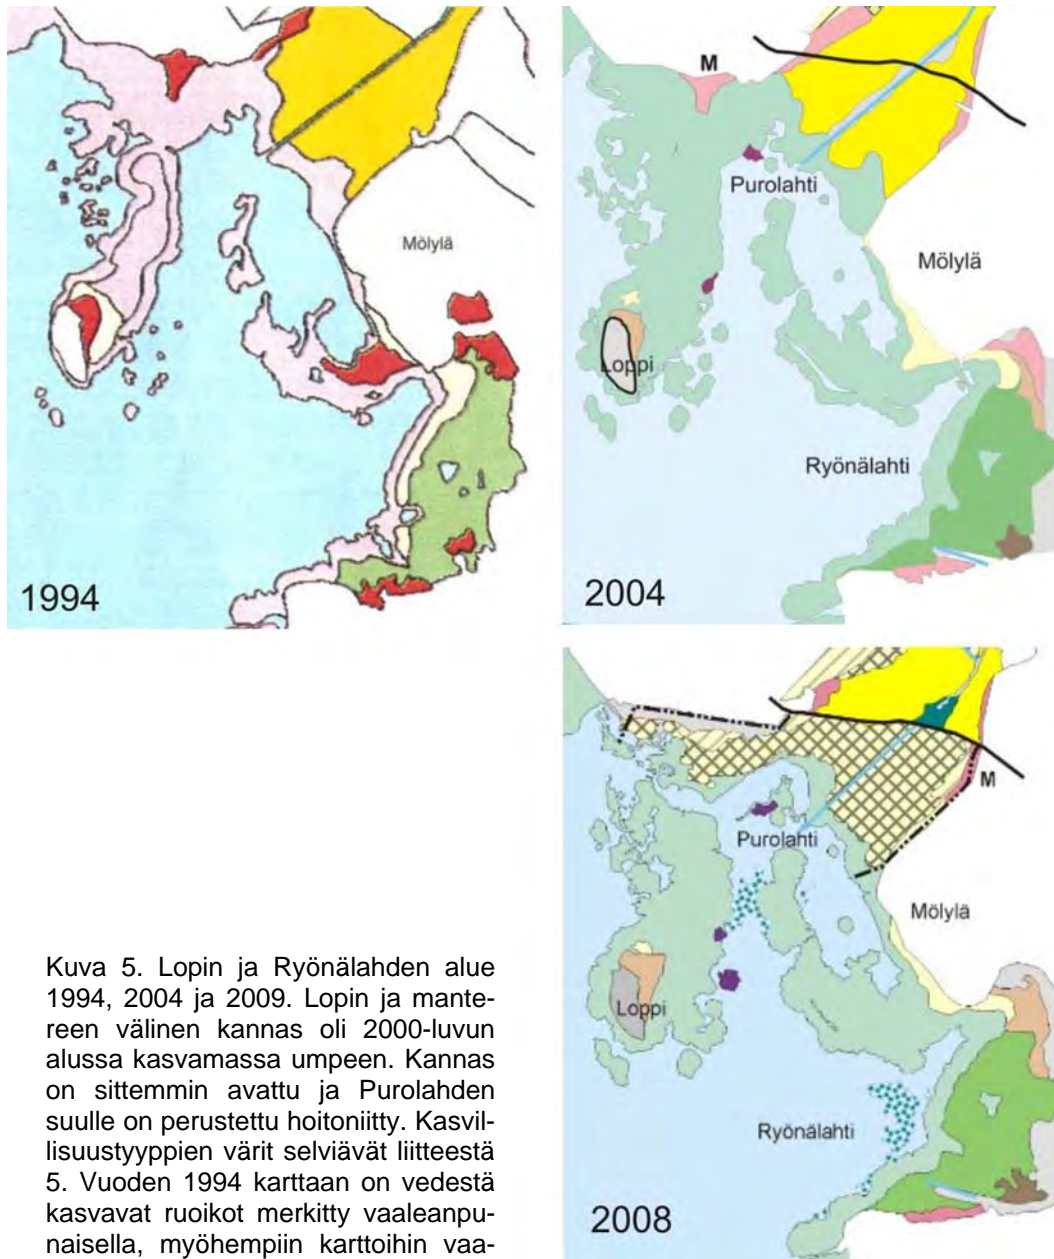 Mölylä
1994
M
Purolahti
Mölylä
Loppi
Ryönälahti
2004
M
Purolahti
Mölylä
Loppi
Ryönälahti
2008
Kuva 5. Lopin ja Ryönälahden alue
1994, 2004 ja 2009. Lopin ja mante-
reen välinen kannas oli 2000-luvun
alussa kasvamassa umpeen. Kannas
on sittemmin avattu ja Purolahden
suulle on perustettu hoitoniitty. Kasvil-
lisuustyyppien värit selviävät liitteestä
5. Vuoden 1994 karttaan on vedestä
kasvavat ruoikot merkitty vaaleanpu-
naisella, myöhempiin karttoihin vaa-